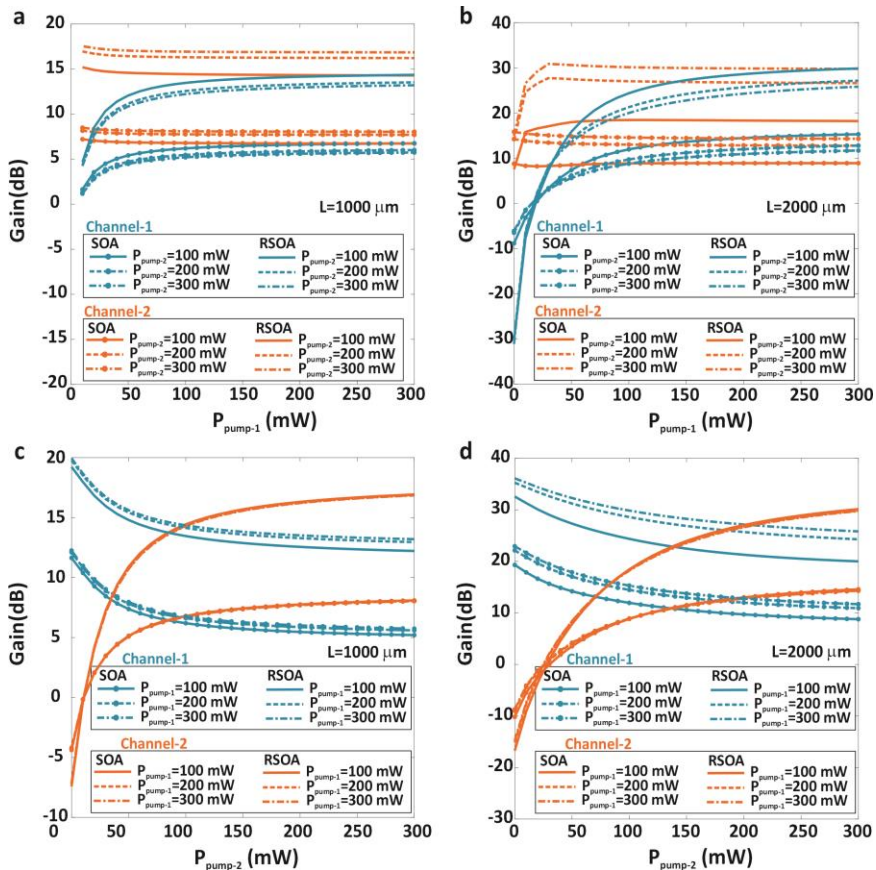 a
20
15
10
5
0
5
10
15
20
Gain(dB)
L=1000 μm
Channel-1
SOA RSOA
Ppump-2=100 mW Ppump-2=100 mW
Ppump-2=200 mW Ppump-2=200 mW
Ppump-2=300 mW Ppump-2=300 mW
Channel-2
SOA RSOA
Ppump-2=100 mW Ppump-2=100 mW
Ppump-2=200 mW Ppump-2=200 mW
Ppump-2=300 mW Ppump-2=300 mW
0 50 100 150 200 250 300
Ppump-1 (mW)
b
40
30
20
10
0
-10
-20
-30
-40
Gain(dB)
L=2000 μm
Channel-1
SOA RSOA
Ppump-2=100 mW Ppump-2=100 mW
Ppump-2=200 mW Ppump-2=200 mW
Ppump-2=300 mW Ppump-2=300 mW
Channel-2
SOA RSOA
Ppump-2=100 mW Ppump-2=100 mW
Ppump-2=200 mW Ppump-2=200 mW
Ppump-2=300 mW Ppump-2=300 mW
0 50 100 150 200 250 300
Ppump-1 (mW)
c
20
15
10
5
0
-5
-10
Gain(dB)
L=1000 μm
Channel-1
SOA RSOA
Ppump-1=100 mW Ppump-1=100 mW
Ppump-1=200 mW Ppump-1=200 mW
Ppump-1=300 mW Ppump-1=300 mW
Channel-2
SOA RSOA
Ppump-1=100 mW Ppump-1=100 mW
Ppump-1=200 mW Ppump-1=200 mW
Ppump-1=300 mW Ppump-1=300 mW
50 100 150 200 250 300
Ppump-2 (mW)
d
40
30
20
10
0
-10
-20
-30
Gain(dB)
L=2000 μm
Channel-1
SOA RSOA
Ppump-1=100 mW Ppump-1=100 mW
Ppump-1=200 mW Ppump-1=200 mW
Ppump-1=300 mW Ppump-1=300 mW
Channel-2
SOA RSOA
Ppump-1=100 mW Ppump-1=100 mW
Ppump-1=200 mW Ppump-1=200 mW
Ppump-1=300 mW Ppump-1=300 mW
0 50 100 150 200 250 300
Ppump-2 (mW)